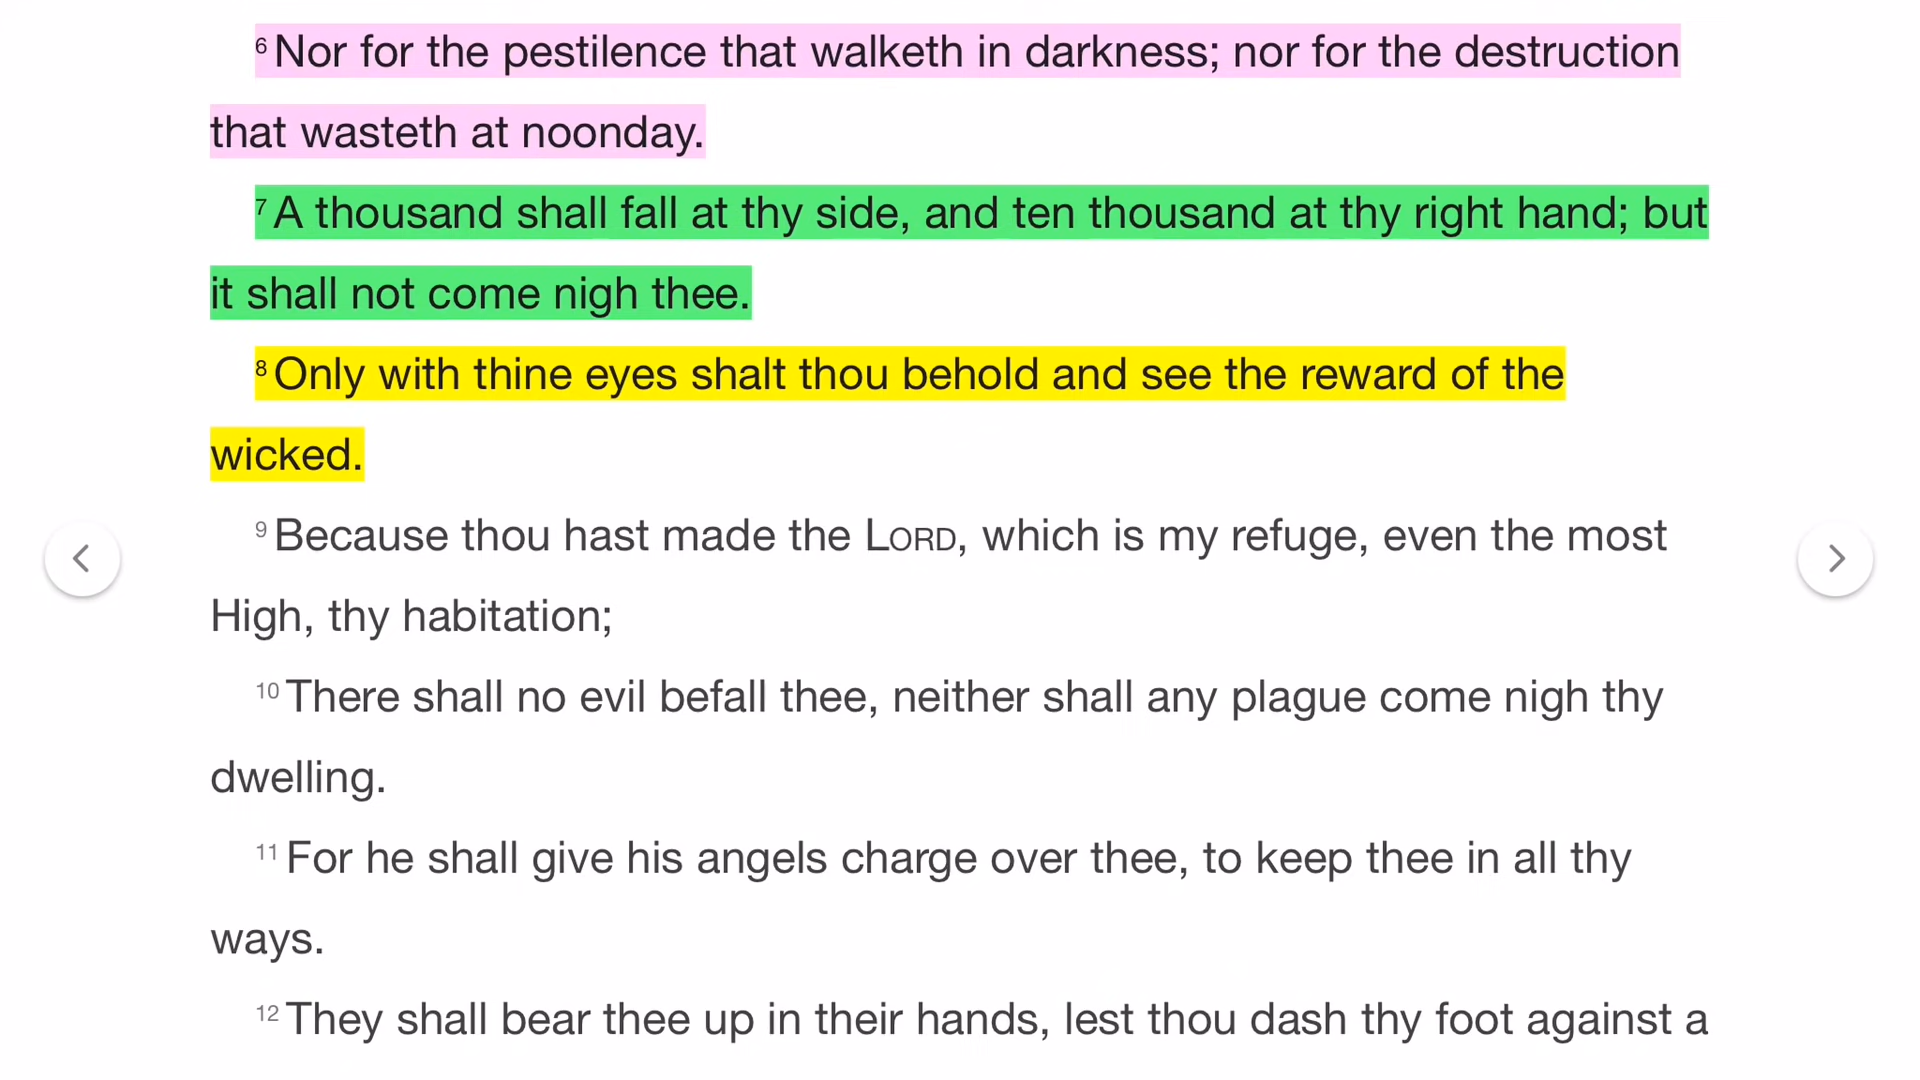 6 Nor for the pestilence that walketh in darkness; nor for the destruction
that wasteth at noonday.
7 A thousand shall fall at thy side, and ten thousand at thy right hand; but
it shall not come nigh thee.
8 Only with thine eyes shalt thou behold and see the reward of the
wicked.
9 Because thou hast made the LORD, which is my refuge, even the most
High, thy habitation;
10 There shall no evil befall thee, neither shall any plague come nigh thy
dwelling.
11 For he shall give his angels charge over thee, to keep thee in all thy
ways.
12 They shall bear thee up in their hands, lest thou dash thy foot against a